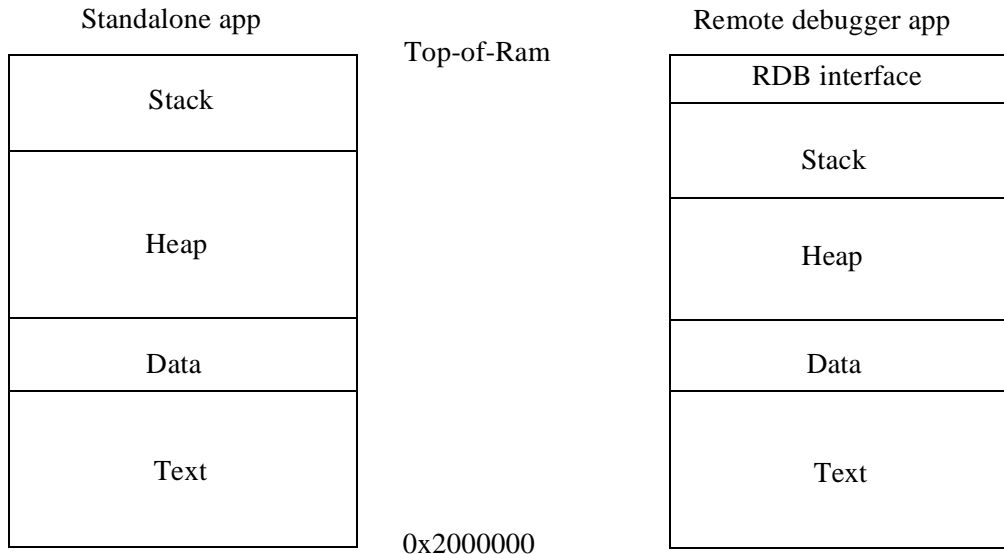 Standalone app
Stack
Heap
Data
Text
Top-of-Ram
0x2000000
Remote debugger app
RDB interface
Stack
Heap
Data
Text